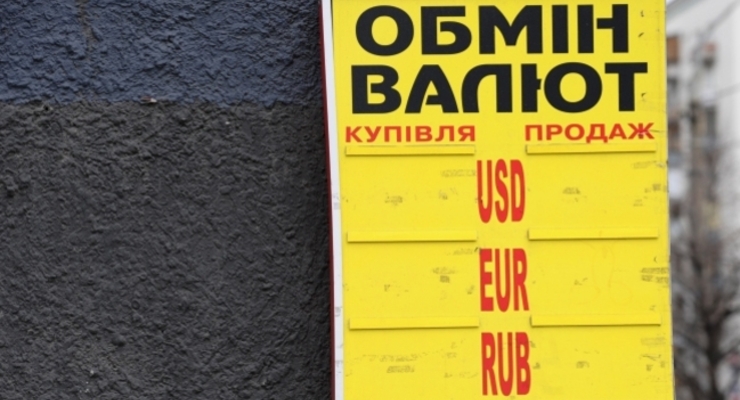 ОБМІН
ВАЛЮТ
КУПІВЛЯ ПРОДАЖ
USD
EUR
RUB